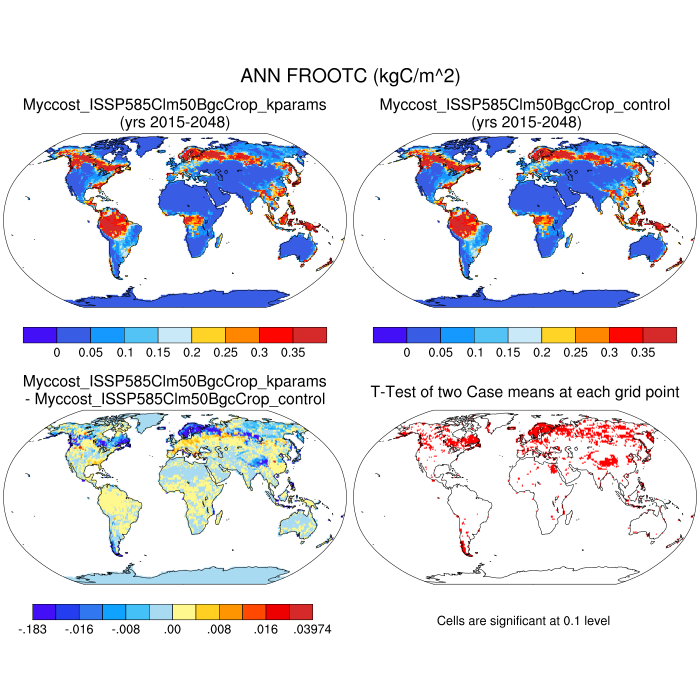 ANN FROOTC (kgC/m^2)
Myccost_ISSP585Clm50BgcCrop_kparams
(yrs 2015-2048)
Myccost_ISSP585Clm50BgcCrop_control
(yrs 2015-2048)
0 0.05 0.1 0.15 0.2 0.25 0.3 0.35
0 0.05 0.1 0.15 0.2 0.25 0.3 0.35
Myccost_ISSP585Clm50BgcCrop_kparams
- Myccost_ISSP585Clm50BgcCrop_control
T-Test of two Case means at each grid point
-.183 -.016 -.008 .00 .008 .016 .03974
Cells are significant at 0.1 level